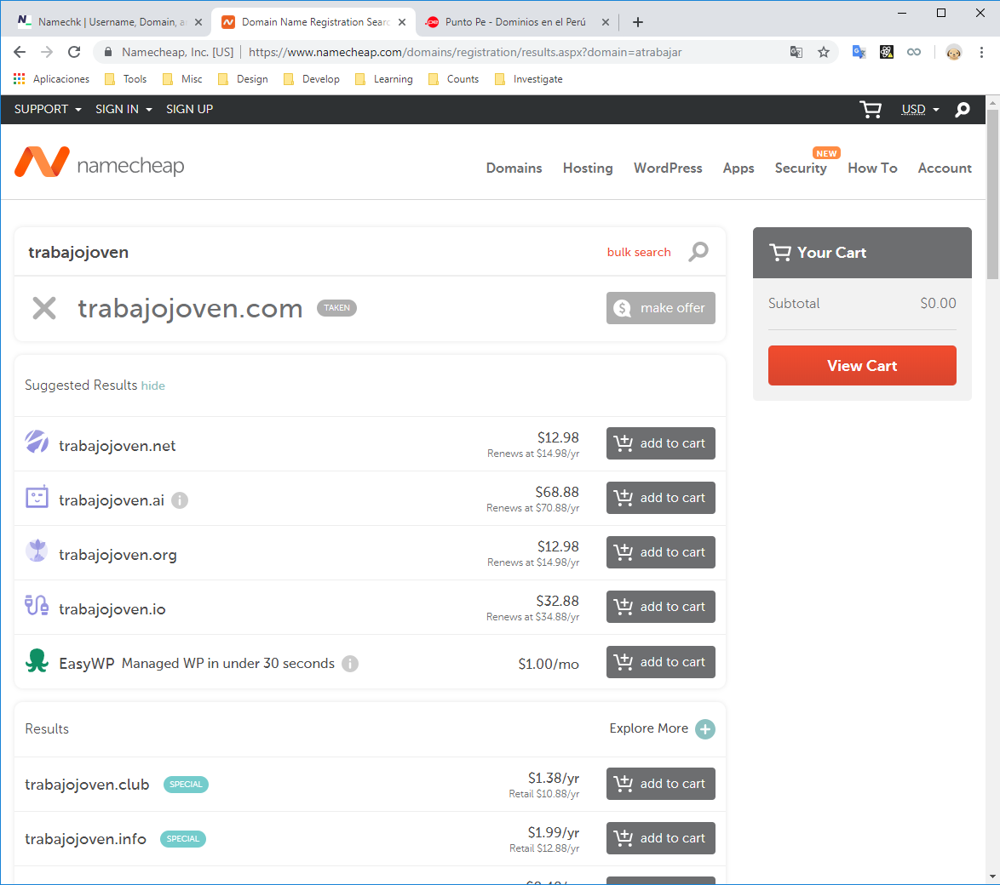 Namechk | Username, Domain, a
Domain Name Registration Searc
Punto Pe - Dominios en el Perú
Namecheap, Inc. [US]
https://www.namecheap.com/domains/registration/results.aspx?domain=atrabajar
Aplicaciones Tools Misc Design Develop Learning Counts Investigate
SUPPORT SIGN IN SIGN UP USD
namecheap
NEW
Domains Hosting WordPress Apps Security How To Account
trabajojoven bulk search
trabajojoven.com TAKEN make offer
Your Cart
Subtotal $0.00
View Cart
Suggested Results hide
trabajojoven.net $12.98 add to cart
Renews at $14.98/yr
trabajojoven.ai $68.88 add to cart
Renews at $70.88/yr
trabajojoven.org $12.98 add to cart
Renews at $14.98/yr
trabajojoven.io $32.88 add to cart
Renews at $34.88/yr
EasyWP Managed WP in under 30 seconds $1.00/mo add to cart
Results Explore More
trabajojoven.club SPECIAL $1.38/yr add to cart
Retail $10.88/yr
trabajojoven.info SPECIAL $1.99/yr add to cart
Retail $12.88/yr